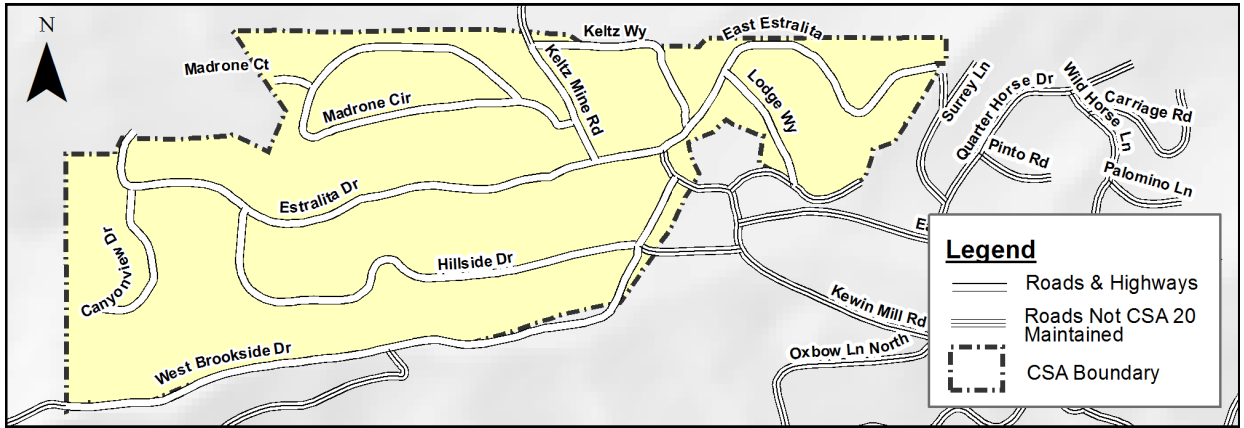 N
Madrone Ct
Keltz Wy
East Estralita
Keltz Mine Rd
Madrone Cir
Lodge Wy
Surrey Ln
Quarter Horse Dr
Wild Horse Ln
Carriage Rd
Pinto Rd
Palomino Ln
Estralita Dr
Canyonview Dr
Hillside Dr
West Brookside Dr
Kewin Mill Rd
Oxbow Ln North
Legend
Roads & Highways
Roads Not CSA 20
Maintained
CSA Boundary